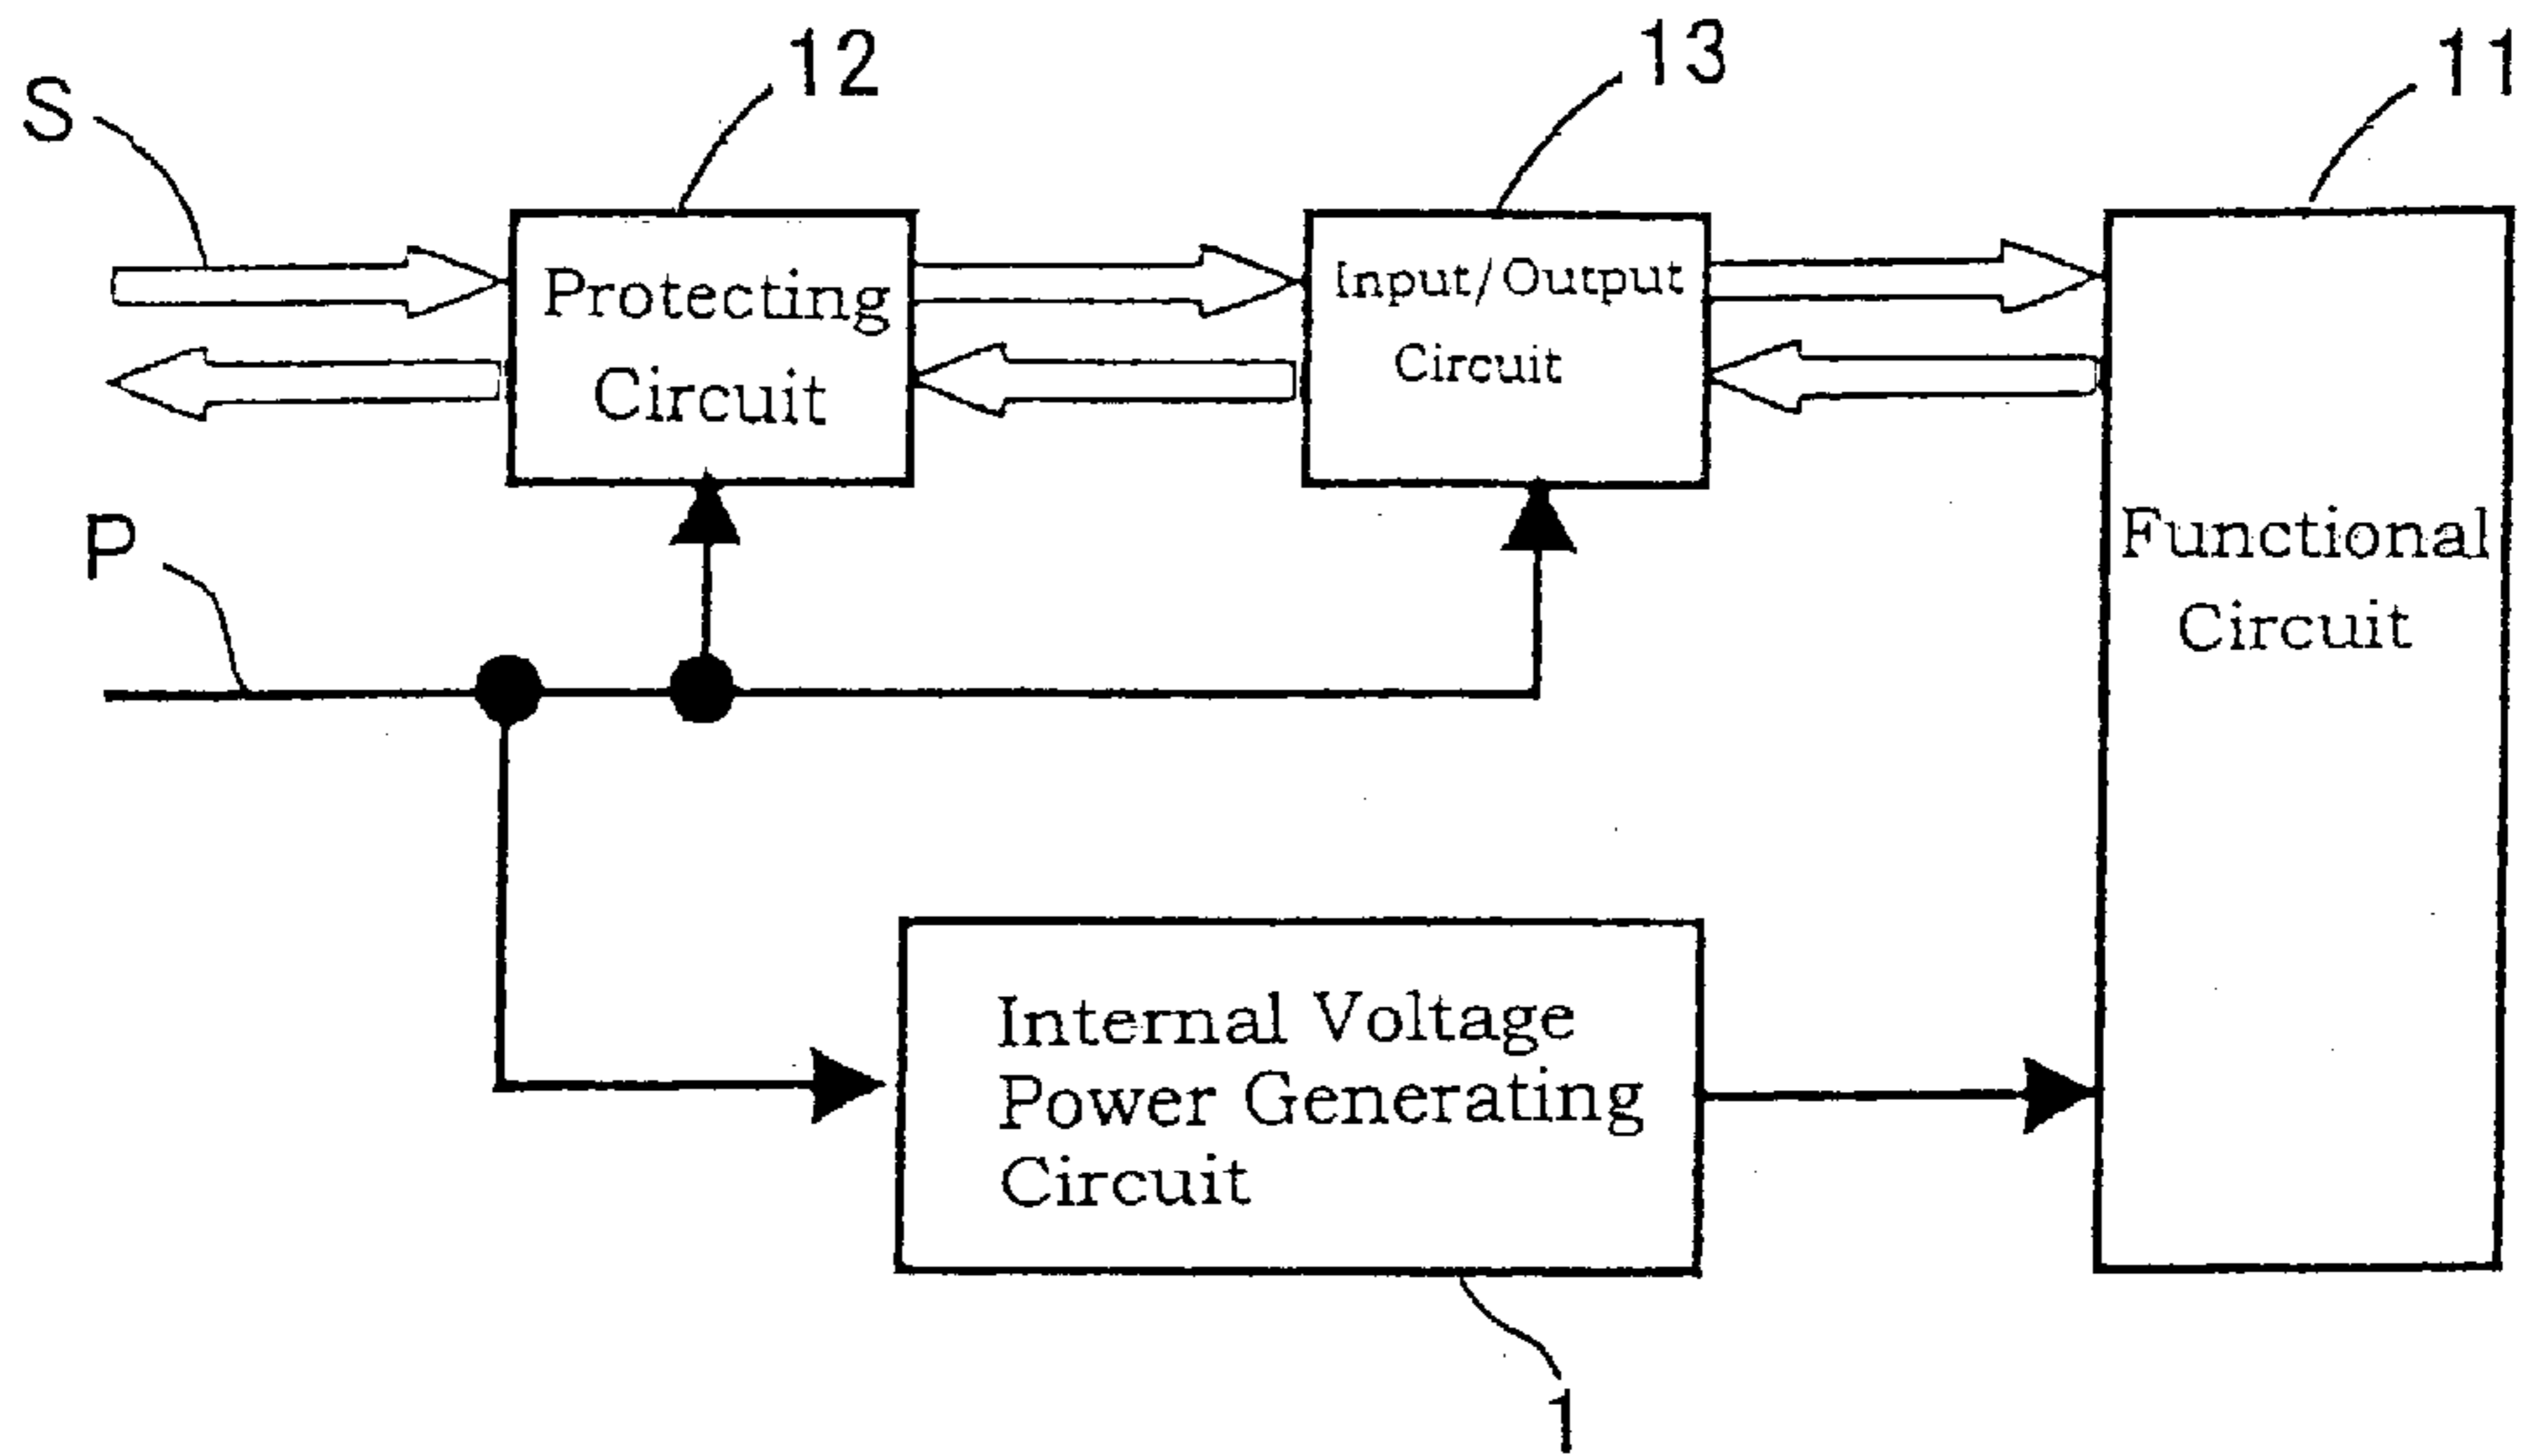 12
13
11
S
Protecting
Circuit
Input/Output
Circuit
P
Functional
Circuit
Internal Voltage
Power Generating
Circuit
1